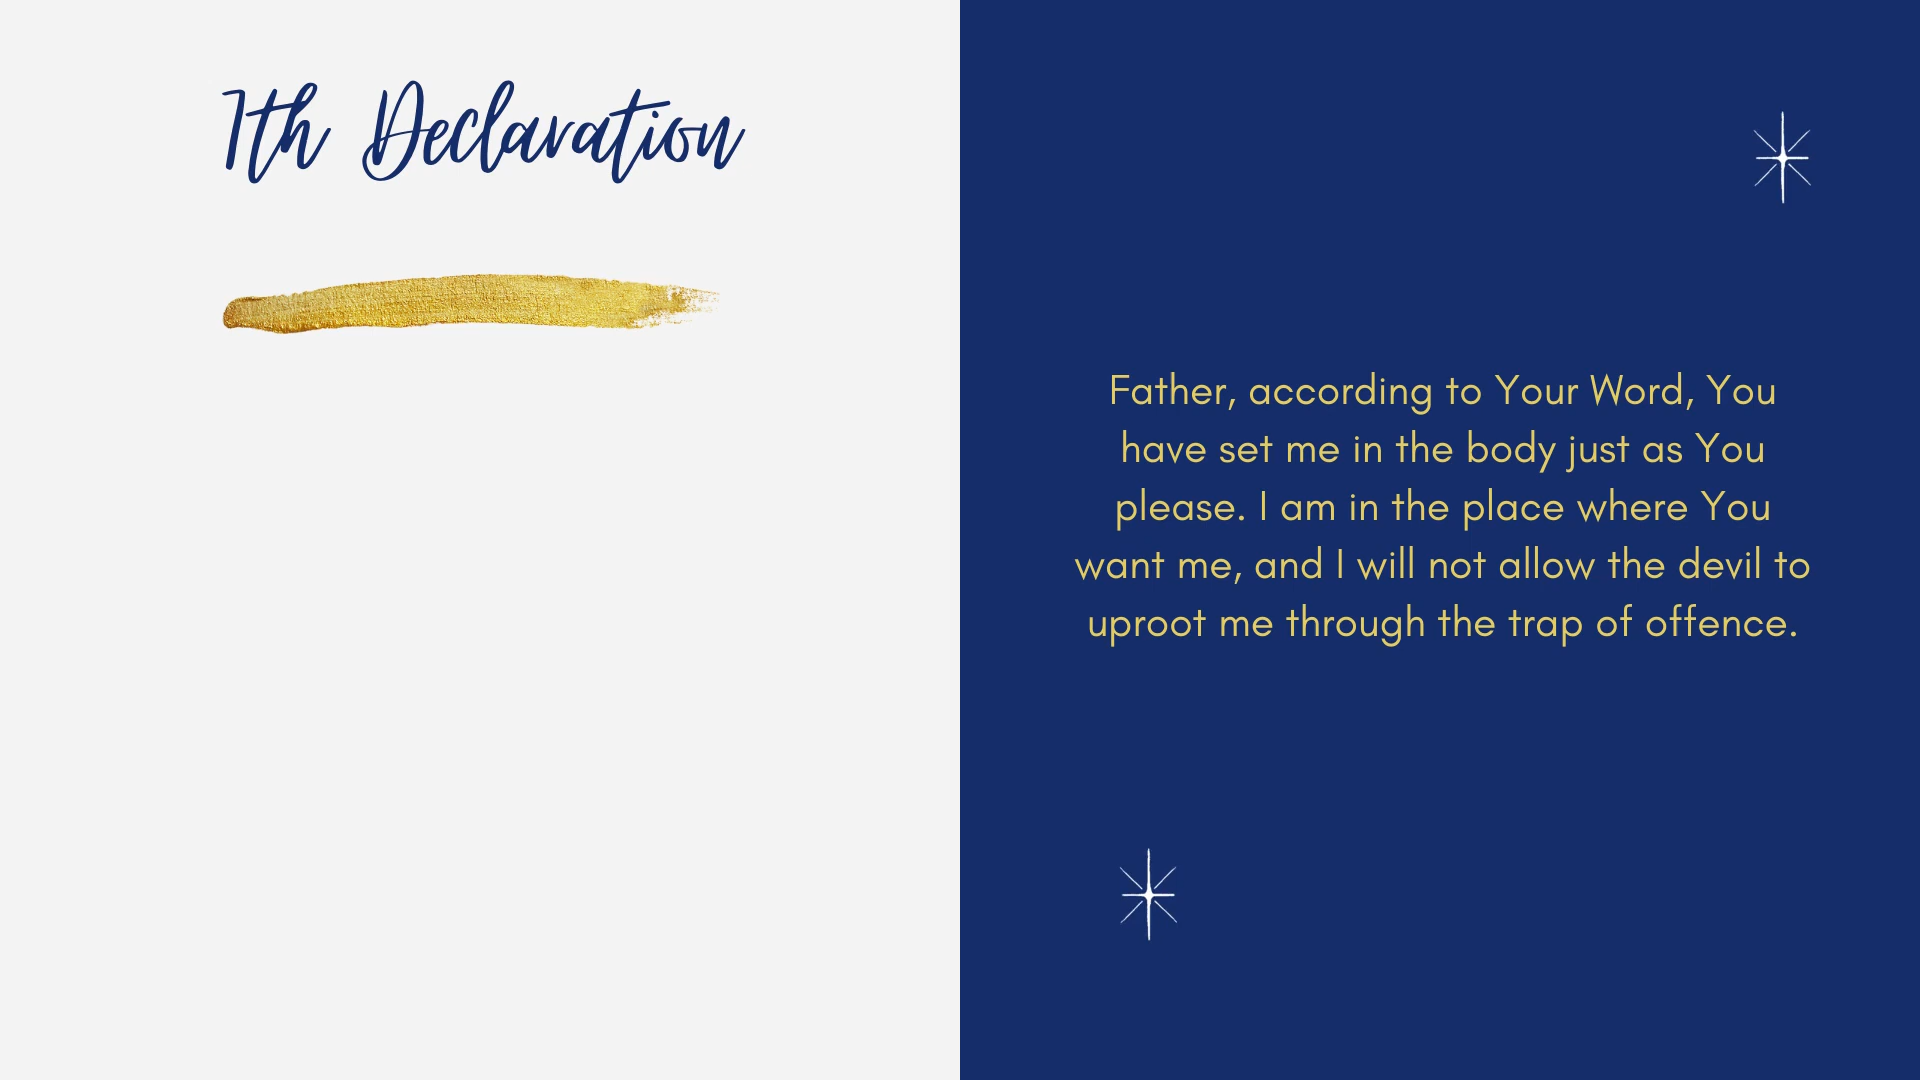 7th Declaration
Father, according to Your Word, You
have set me in the body just as You
please. I am in the place where You
want me, and I will not allow the devil to
uproot me through the trap of offence.